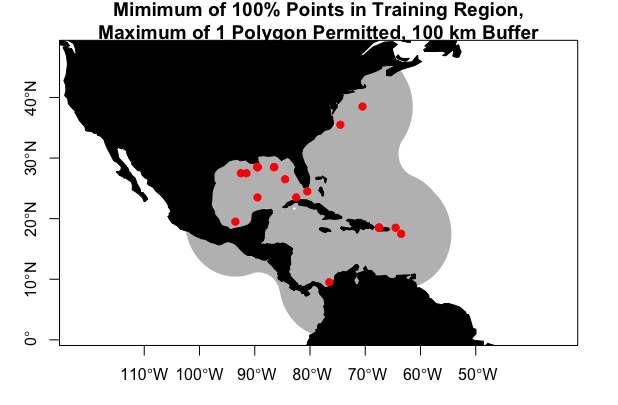 Mimimum of 100% Points in Training Region,
Maximum of 1 Polygon Permitted, 100 km Buffer
40°N
30°N
20°N
10°N
0°
110°W 100°W 90°W 80°W 70°W 60°W 50°W